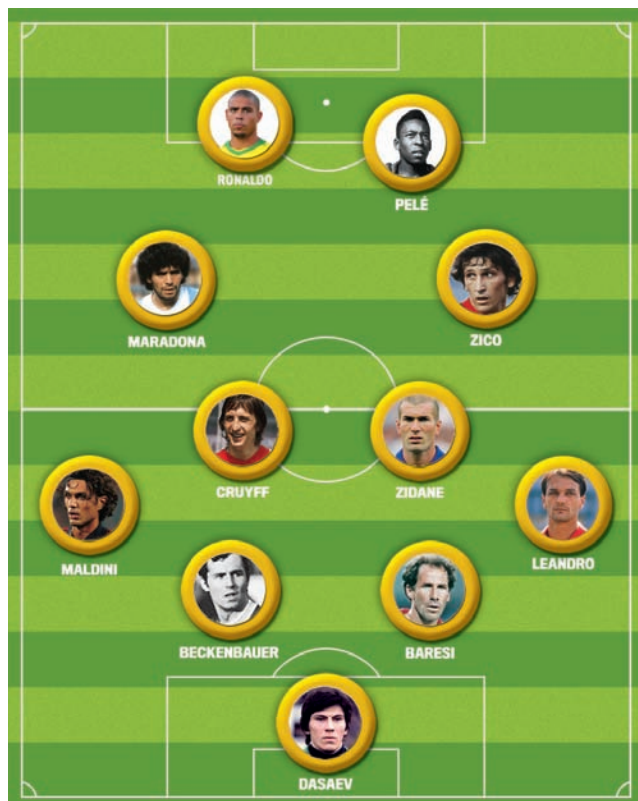 RONALDO
PELÉ
MARADONA
ZICO
CRUYFF
ZIDANE
MALDINI
LEANDRO
BECKENBAUER
BARESI
DASAEV